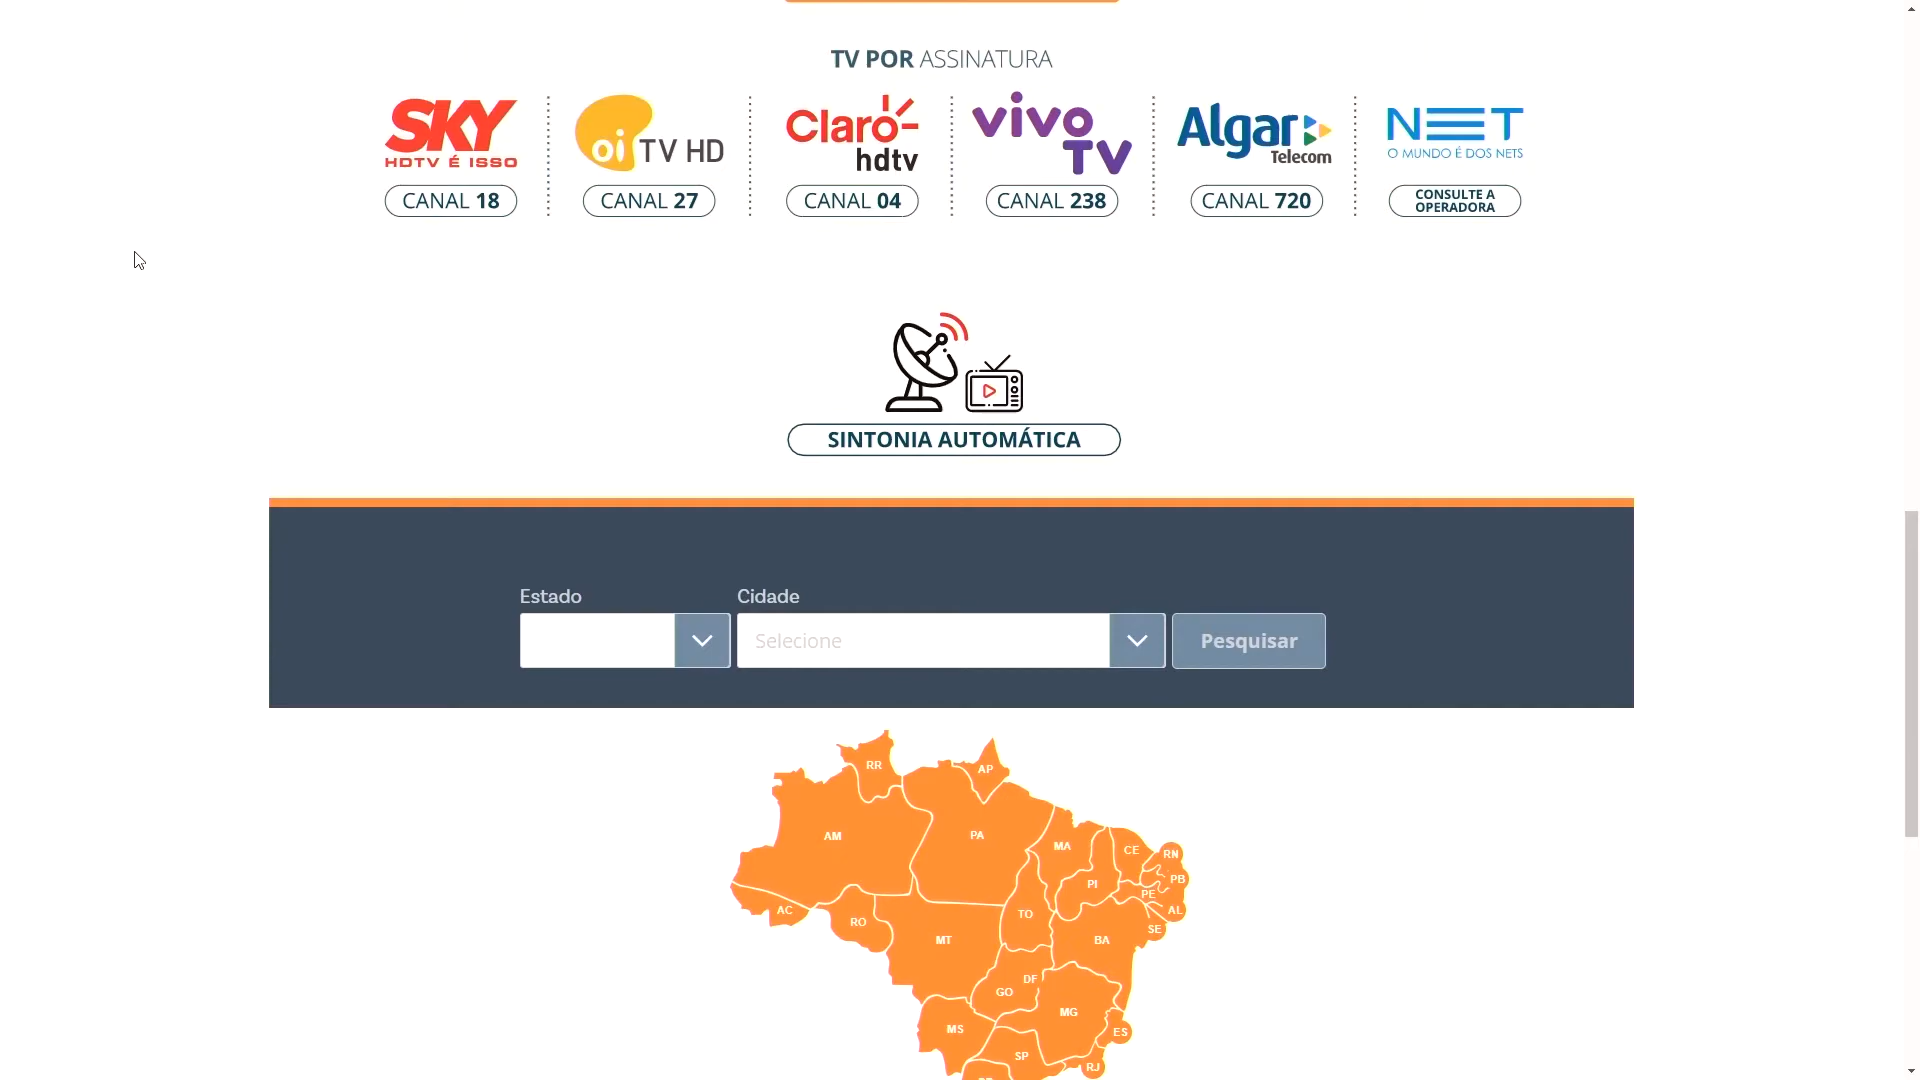 TV POR ASSINATURA
SKY
HDTV É ISSO
CANAL 18
oi TV HD
CANAL 27
Claro
hdtv
CANAL 04
vivo
TV
CANAL 238
Algar
Telecom
CANAL 720
NET
O MUNDO É DOS NETS
CONSULTE A
OPERADORA
SINTONIA AUTOMÁTICA
Estado
Cidade
Selecione
Pesquisar
RR
AP
AM
PA
MA
CE
RN
PI
PB
PE
AC
RO
TO
AL
SE
MT
BA
DF
GO
MG
MS
ES
SP
RJ